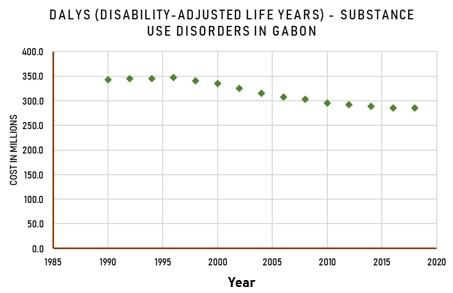 DALYS (DISABILITY-ADJUSTED LIFE YEARS) - SUBSTANCE
USE DISORDERS IN GABON
400.0
350.0
300.0
250.0
200.0
150.0
100.0
50.0
0.0
COST IN MILLIONS
1985 1990 1995 2000 2005 2010 2015 2020
Year